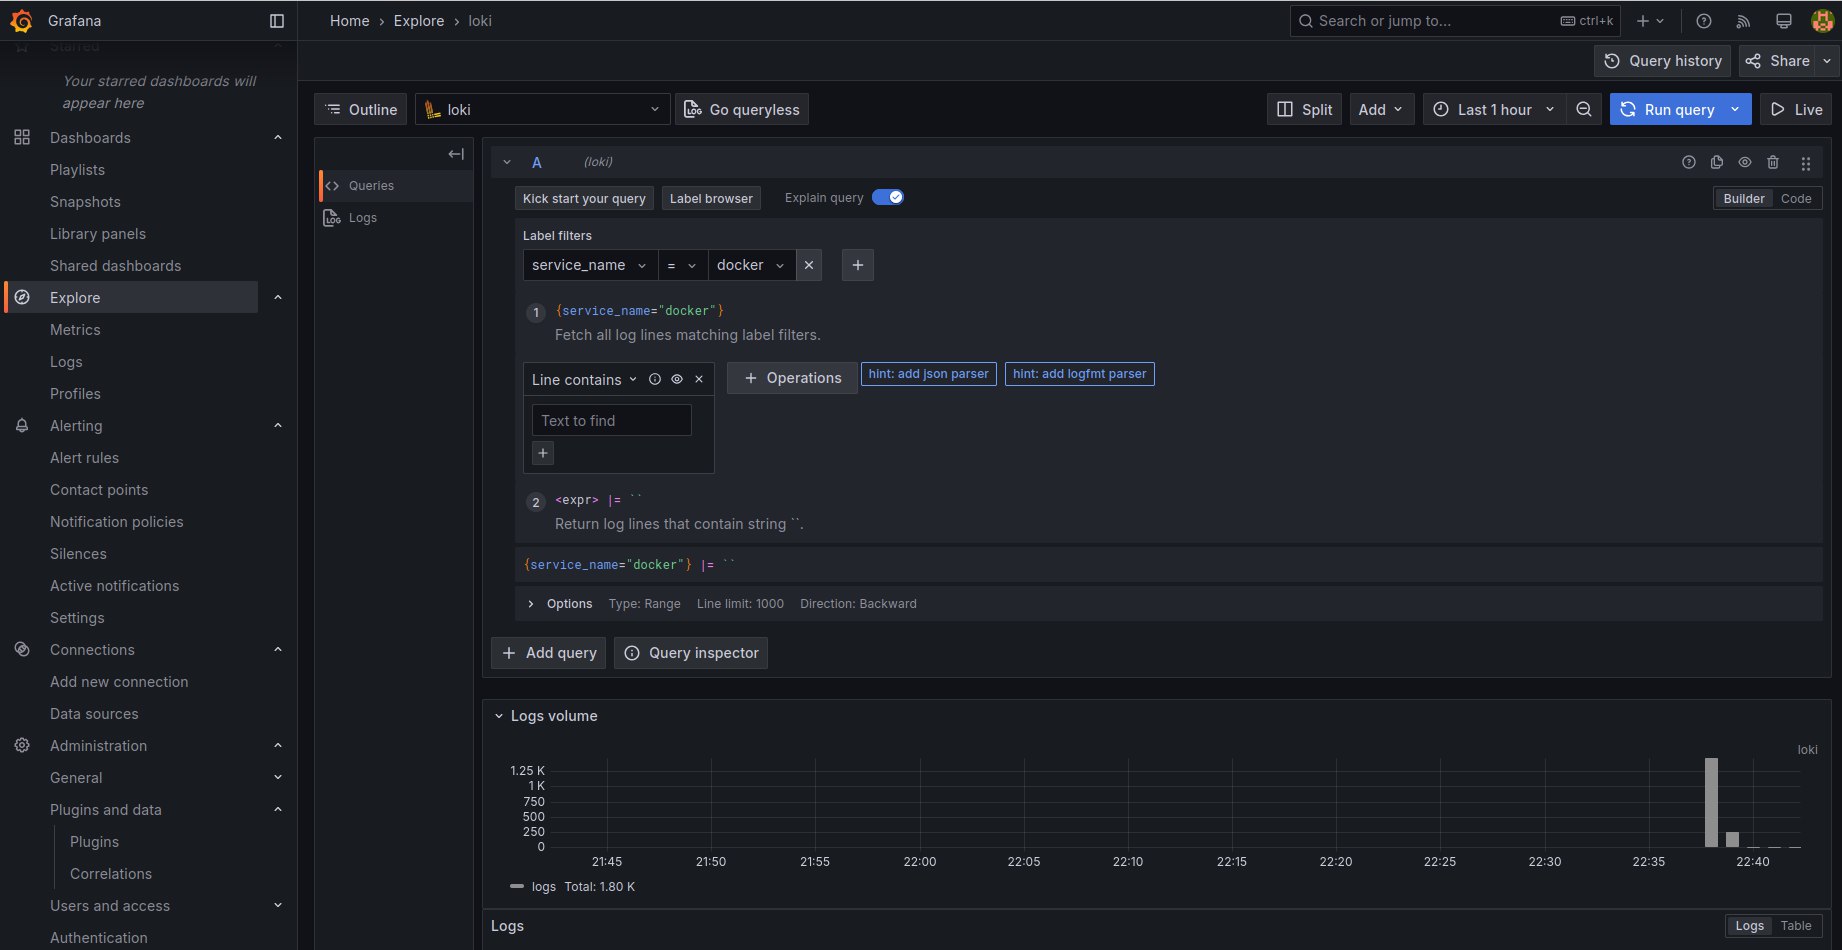 Grafana
Home › Explore › loki
Search or jump to...
ctrl+k
Starred
Your starred dashboards will
appear here
Dashboards
Playlists
Snapshots
Library panels
Shared dashboards
Explore
Metrics
Logs
Profiles
Alerting
Alert rules
Contact points
Notification policies
Silences
Active notifications
Settings
Connections
Add new connection
Data sources
Administration
General
Plugins and data
Plugins
Correlations
Users and access
Authentication
Query history
Share
Outline
loki
Go queryless
Split
Add
Last 1 hour
Run query
Live
Queries
Logs
A (loki)
Kick start your query
Label browser
Explain query
Builder
Code
Label filters
service_name = docker
1 {service_name="docker"}
Fetch all log lines matching label filters.
Line contains
Text to find
Operations
hint: add json parser
hint: add logfmt parser
2 <expr> |= ``
Return log lines that contain string ``.
{service_name="docker"} |= ``
Options Type: Range Line limit: 1000 Direction: Backward
Add query
Query inspector
Logs volume
loki
1.25 K
1 K
750
500
250
0
21:45 21:50 21:55 22:00 22:05 22:10 22:15 22:20 22:25 22:30 22:35 22:40
logs Total: 1.80 K
Logs
Logs
Table